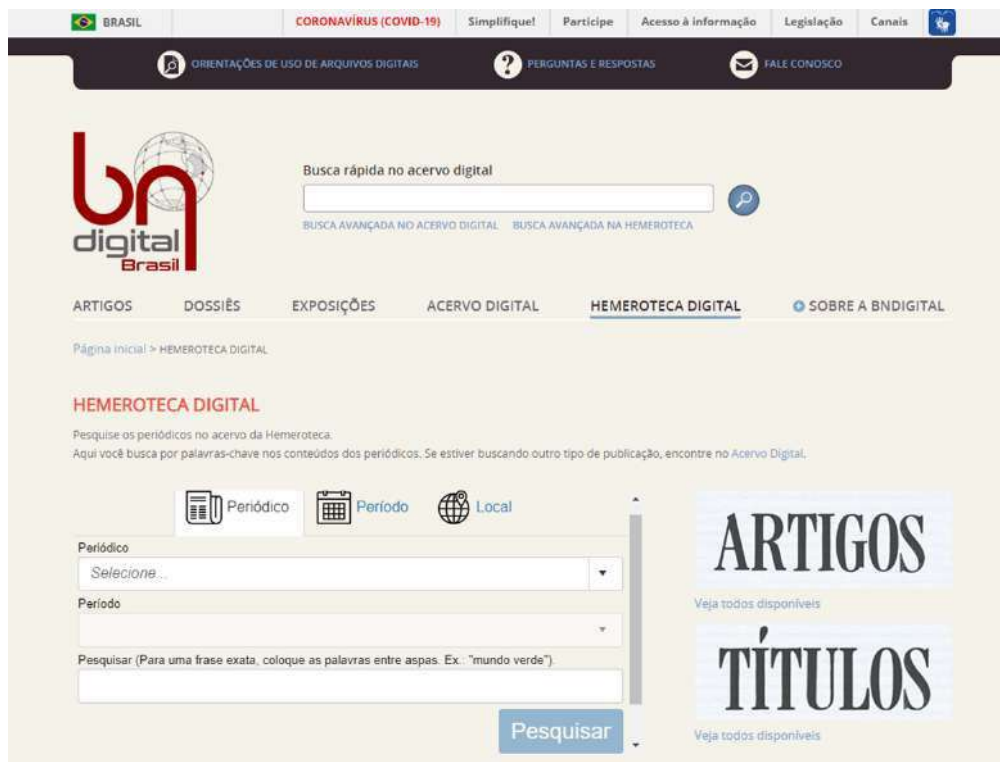 BRASIL CORONAVÍRUS (COVID-19) Simplifique! Participe Acesso à informação Legislação Canais
ORIENTAÇÕES DE USO DE ARQUIVOS DIGITAIS PERGUNTAS E RESPOSTAS FALE CONOSCO
bn
digital
Brasil
Busca rápida no acervo digital
BUSCA AVANÇADA NO ACERVO DIGITAL BUSCA AVANÇADA NA HEMEROTECA
ARTIGOS DOSSIÊS EXPOSIÇÕES ACERVO DIGITAL HEMEROTECA DIGITAL SOBRE A BNDIGITAL
Página inicial > HEMEROTECA DIGITAL
HEMEROTECA DIGITAL
Pesquise os periódicos no acervo da Hemeroteca.
Aqui você busca por palavras-chave nos conteúdos dos periódicos. Se estiver buscando outro tipo de publicação, encontre no Acervo Digital.
Periódico Período Local
Periódico
Selecione...
Período
Pesquisar (Para uma frase exata, coloque as palavras entre aspas. Ex.: "mundo verde").
Pesquisar
ARTIGOS
Veja todos disponíveis
TÍTULOS
Veja todos disponíveis